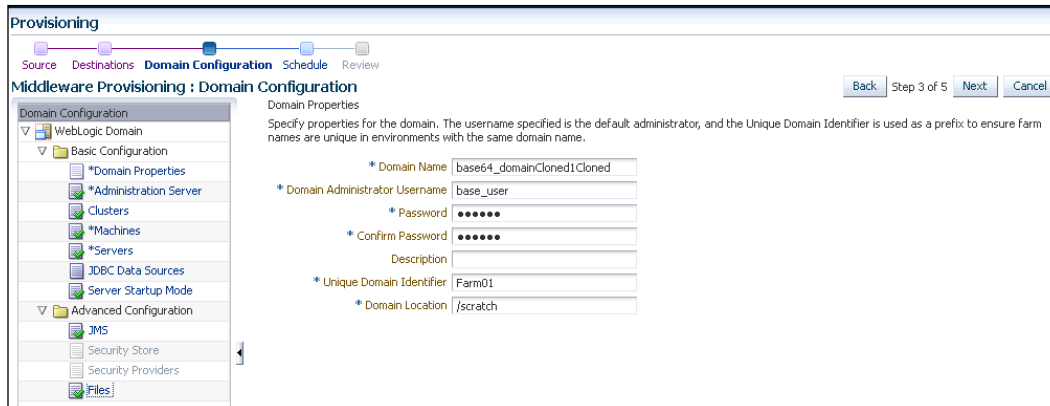 Provisioning
Source Destinations Domain Configuration Schedule Review
Middleware Provisioning : Domain Configuration
Back Step 3 of 5 Next Cancel
Domain Configuration
WebLogic Domain
Basic Configuration
*Domain Properties
*Administration Server
Clusters
*Machines
*Servers
JDBC Data Sources
Server Startup Mode
Advanced Configuration
JMS
Security Store
Security Providers
Files
Domain Properties
Specify properties for the domain. The username specified is the default administrator, and the Unique Domain Identifier is used as a prefix to ensure farm
names are unique in environments with the same domain name.
* Domain Name base64_domainCloned1Cloned
* Domain Administrator Username base_user
* Password ●●●●●●
* Confirm Password ●●●●●●
Description
* Unique Domain Identifier Farm01
* Domain Location /scratch